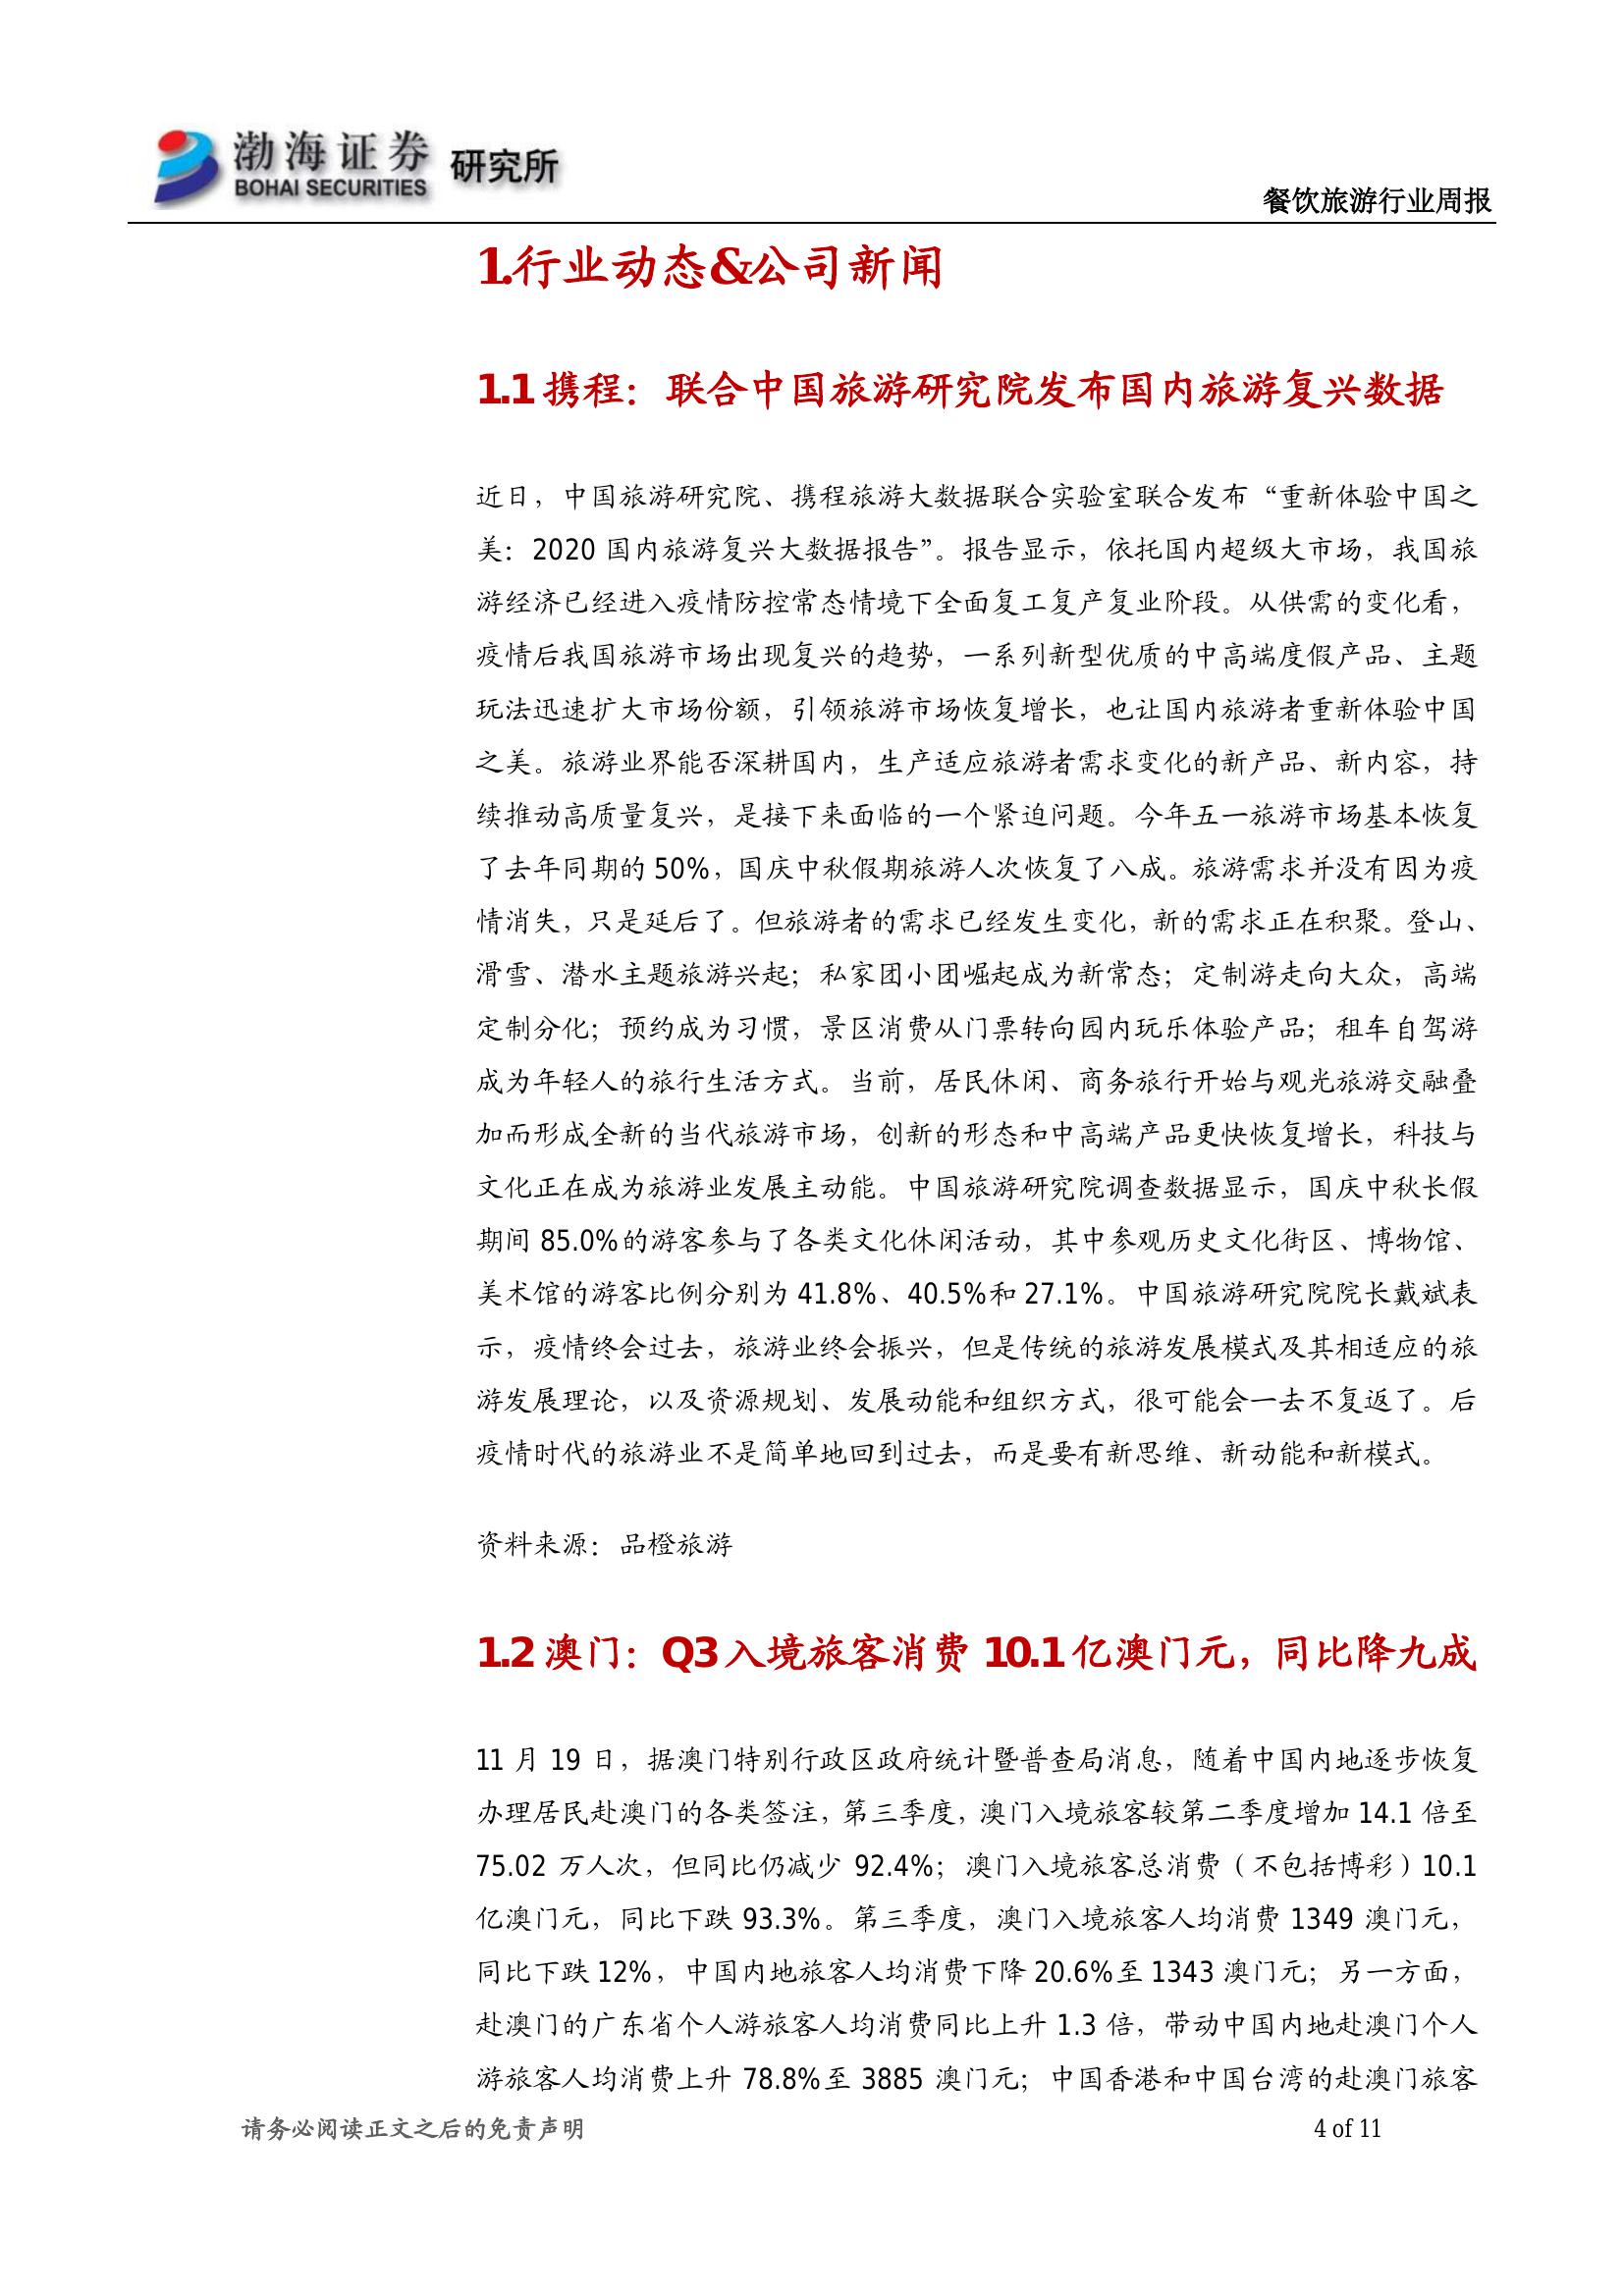 渤海证券 研究所
BOHAI SECURITIES
餐饮旅游行业周报
1.行业动态&公司新闻
1.1 携程：联合中国旅游研究院发布国内旅游复兴数据
近日，中国旅游研究院、携程旅游大数据联合实验室联合发布“重新体验中国之
美：2020 国内旅游复兴大数据报告”。报告显示，依托国内超级大市场，我国旅
游经济已经进入疫情防控常态情境下全面复工复产复业阶段。从供需的变化看，
疫情后我国旅游市场出现复兴的趋势，一系列新型优质的中高端度假产品、主题
玩法迅速扩大市场份额，引领旅游市场恢复增长，也让国内旅游者重新体验中国
之美。旅游业界能否深耕国内，生产适应旅游者需求变化的新产品、新内容，持
续推动高质量复兴，是接下来面临的一个紧迫问题。今年五一旅游市场基本恢复
了去年同期的 50%，国庆中秋假期旅游人次恢复了八成。旅游需求并没有因为疫
情消失，只是延后了。但旅游者的需求已经发生变化，新的需求正在积聚。登山、
滑雪、潜水主题旅游兴起；私家团小团崛起成为新常态；定制游走向大众，高端
定制分化；预约成为习惯，景区消费从门票转向园内玩乐体验产品；租车自驾游
成为年轻人的旅行生活方式。当前，居民休闲、商务旅行开始与观光旅游交融叠
加而形成全新的当代旅游市场，创新的形态和中高端产品更快恢复增长，科技与
文化正在成为旅游业发展主动能。中国旅游研究院调查数据显示，国庆中秋长假
期间 85.0%的游客参与了各类文化休闲活动，其中参观历史文化街区、博物馆、
美术馆的游客比例分别为 41.8%、40.5%和 27.1%。中国旅游研究院院长戴斌表
示，疫情终会过去，旅游业终会振兴，但是传统的旅游发展模式及其相适应的旅
游发展理论，以及资源规划、发展动能和组织方式，很可能会一去不复返了。后
疫情时代的旅游业不是简单地回到过去，而是要有新思维、新动能和新模式。
资料来源：品橙旅游
1.2 澳门：Q3 入境旅客消费 10.1 亿澳门元，同比降九成
11 月 19 日，据澳门特别行政区政府统计暨普查局消息，随着中国内地逐步恢复
办理居民赴澳门的各类签注，第三季度，澳门入境旅客较第二季度增加 14.1 倍至
75.02 万人次，但同比仍减少 92.4%；澳门入境旅客总消费（不包括博彩）10.1
亿澳门元，同比下跌 93.3%。第三季度，澳门入境旅客人均消费 1349 澳门元，
同比下跌 12%，中国内地旅客人均消费下降 20.6%至 1343 澳门元；另一方面，
赴澳门的广东省个人游旅客人均消费同比上升 1.3 倍，带动中国内地赴澳门个人
游旅客人均消费上升 78.8%至 3885 澳门元；中国香港和中国台湾的赴澳门旅客
请务必阅读正文之后的免责声明
4 of 11